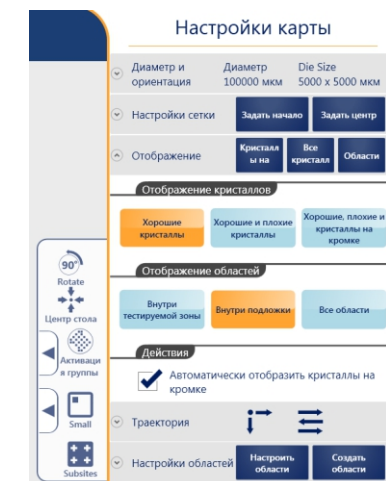 Настройки карты
Диаметр и ориентация
Диаметр 100000 мкм
Die Size 5000 x 5000 мкм
Настройки сетки
Задать начало
Задать центр
Отображение
Кристалл
ы на
Все
кристалл
Области
Отображение кристаллов
Хорошие
кристаллы
Хорошие и плохие
кристаллы
Хорошие, плохие и
кристаллы на
кромке
Отображение областей
Внутри
тестируемой зоны
Внутри подложки
Все области
Действия
Автоматически отобразить кристаллы на
кромке
Траектория
Настройки областей
Настроить
области
Создать
области
90°
Rotate
Центр стола
Активаци
я группы
Small
Subsites